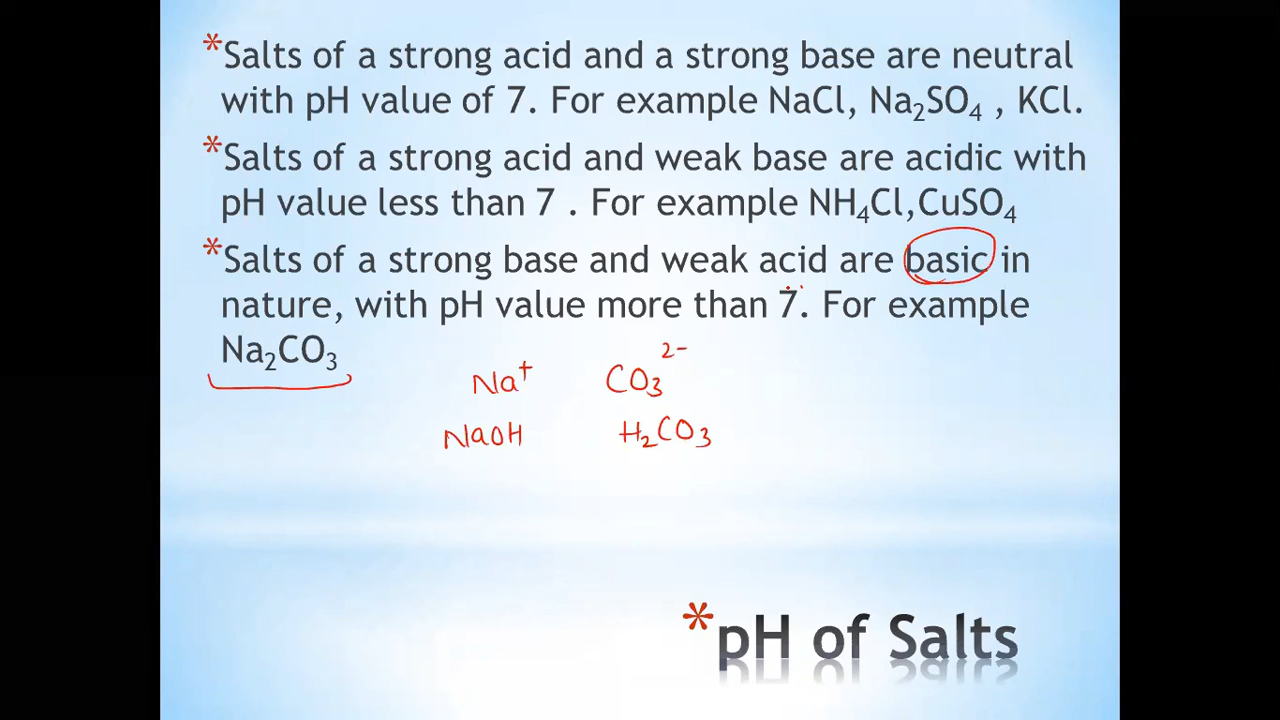 *Salts of a strong acid and a strong base are neutral
with pH value of 7. For example NaCl, Na₂SO₄ , KCl.
*Salts of a strong acid and weak base are acidic with
pH value less than 7 . For example NH₄Cl,CuSO₄
*Salts of a strong base and weak acid are basic in
nature, with pH value more than 7. For example
Na₂CO₃
Na⁺ CO₃²⁻
NaOH H₂CO₃
*pH of Salts